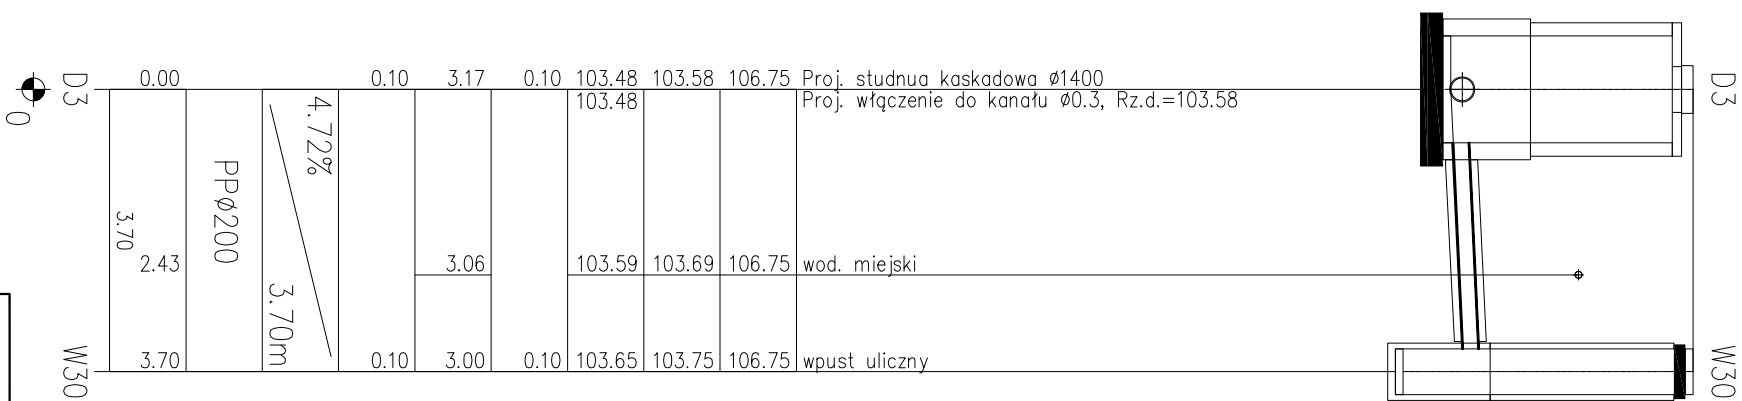 D3
0.00 0.10 3.17 0.10 103.48 103.58 106.75 Proj. studnua kaskadowa ø1400
103.48 Proj. włączenie do kanału ø0.3, Rz.d.=103.58
D3
0
4.72%
PPø200
3.70
3.70m
2.43 3.06 103.59 103.69 106.75 wod. miejski
W30
3.70 0.10 3.00 0.10 103.65 103.75 106.75 wpust uliczny
W30